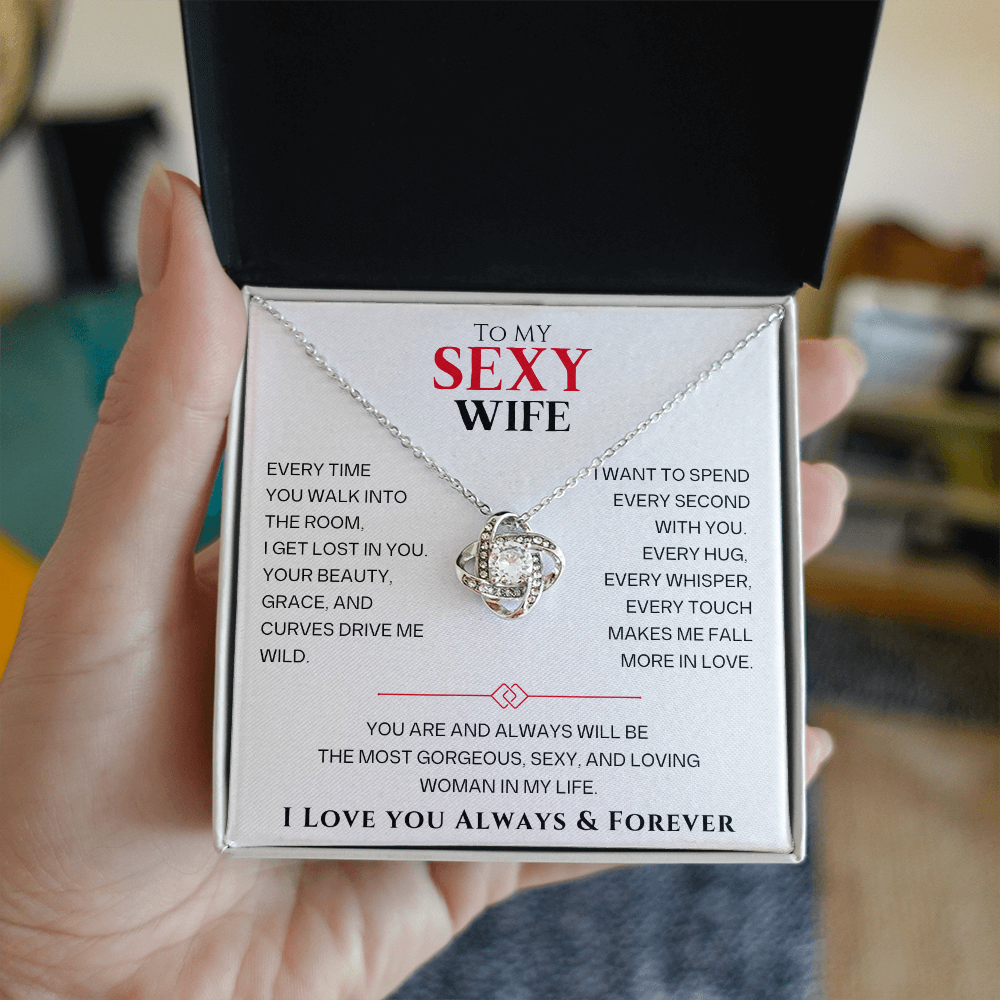 TO MY
SEXY
WIFE
EVERY TIME
YOU WALK INTO
THE ROOM,
I GET LOST IN YOU.
YOUR BEAUTY,
GRACE, AND
CURVES DRIVE ME
WILD.
I WANT TO SPEND
EVERY SECOND
WITH YOU.
EVERY HUG,
EVERY WHISPER,
EVERY TOUCH
MAKES ME FALL
MORE IN LOVE.
YOU ARE AND ALWAYS WILL BE
THE MOST GORGEOUS, SEXY, AND LOVING
WOMAN IN MY LIFE.
I LOVE YOU ALWAYS & FOREVER